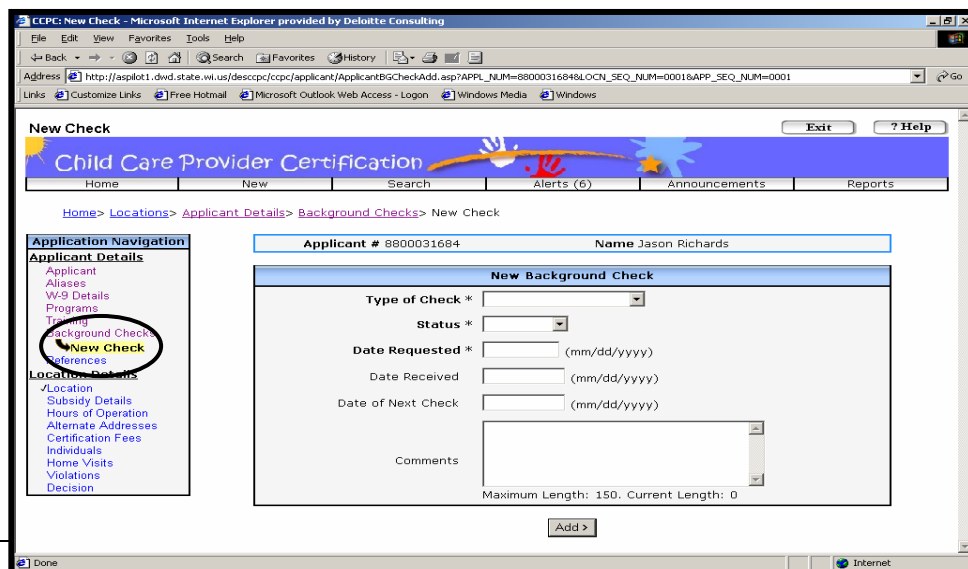 CCPC: New Check - Microsoft Internet Explorer provided by Deloitte Consulting
File Edit View Favorites Tools Help
Back Search Favorites History
Address http://aspilot1.dwd.state.wi.us/desccpc/ccpc/applicant/ApplicantBGCheckAdd.asp?APPL_NUM=8800031684&LOCN_SEQ_NUM=0001&APP_SEQ_NUM=0001 Go
Links Customize Links Free Hotmail Microsoft Outlook Web Access - Logon Windows Media Windows
New Check Exit ? Help
Child Care Provider Certification
Home New Search Alerts (6) Announcements Reports
Home> Locations> Applicant Details> Background Checks> New Check
Application Navigation
Applicant Details
Applicant
Aliases
W-9 Details
Programs
Training
Background Checks
New Check
References
Location Details
✓Location
Subsidy Details
Hours of Operation
Alternate Addresses
Certification Fees
Individuals
Home Visits
Violations
Decision
Applicant # 8800031684 Name Jason Richards
New Background Check
Type of Check *
Status *
Date Requested * (mm/dd/yyyy)
Date Received (mm/dd/yyyy)
Date of Next Check (mm/dd/yyyy)
Comments
Maximum Length: 150. Current Length: 0
Add >
Done Internet